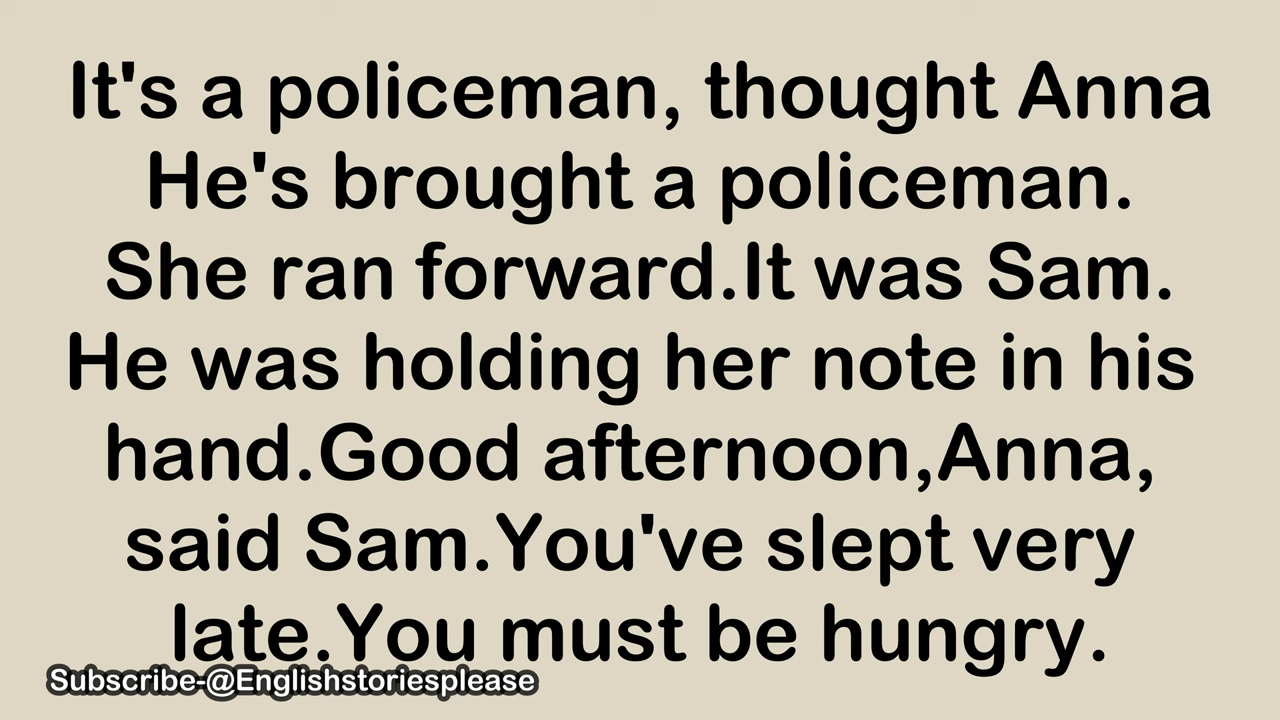 It's a policeman, thought Anna
He's brought a policeman.
She ran forward.It was Sam.
He was holding her note in his
hand.Good afternoon,Anna,
said Sam.You've slept very
late.You must be hungry.
Subscribe-@Englishstoriesplease